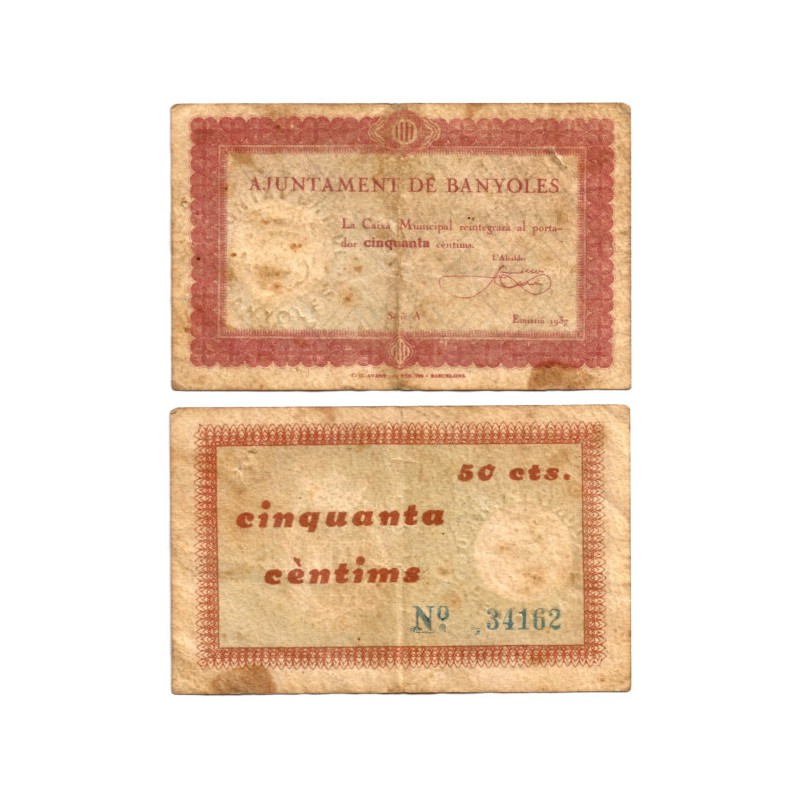 AJUNTAMENT DE BANYOLES
La Caixa Municipal reintegrarà al porta-
dor cinquanta cèntims.
L'Alcalde,
A
Emissió 1937
BARCELONA
50 cts.
cinquanta
cèntims
Nº 34162